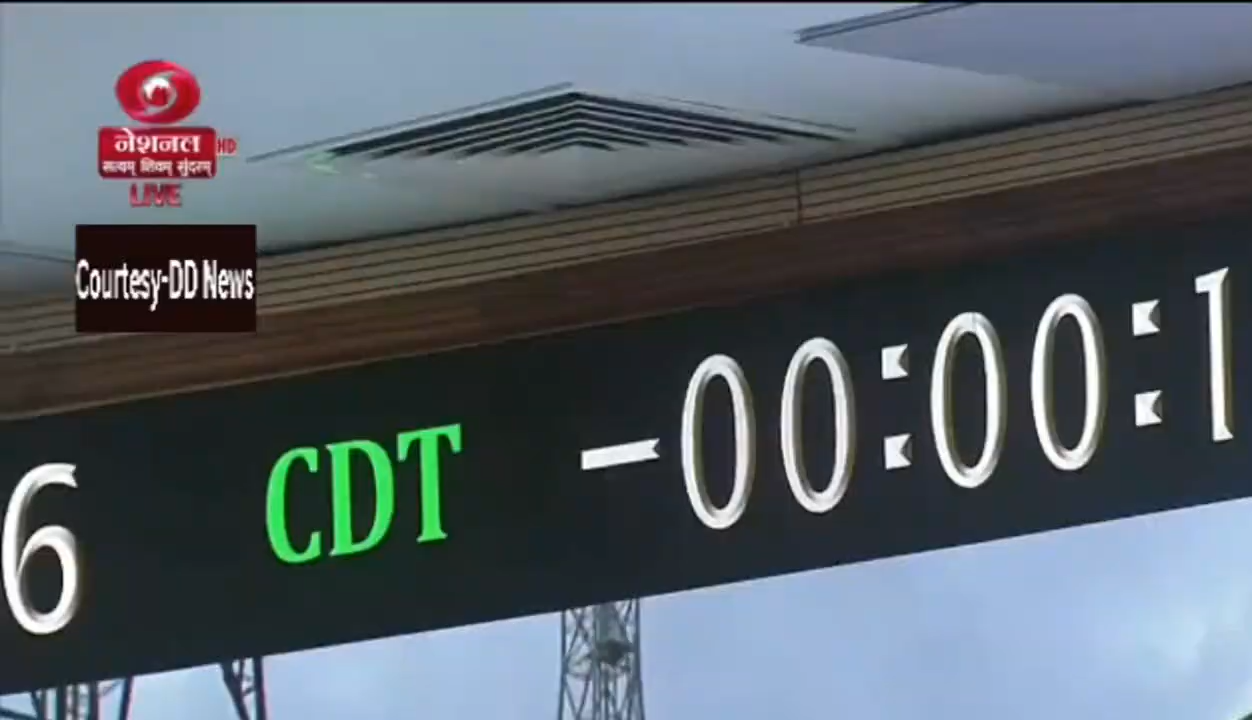 नेशनल HD
सत्यम् शिवम् सुंदरम्
LIVE
Courtesy-DD News
6 CDT -00:00:1